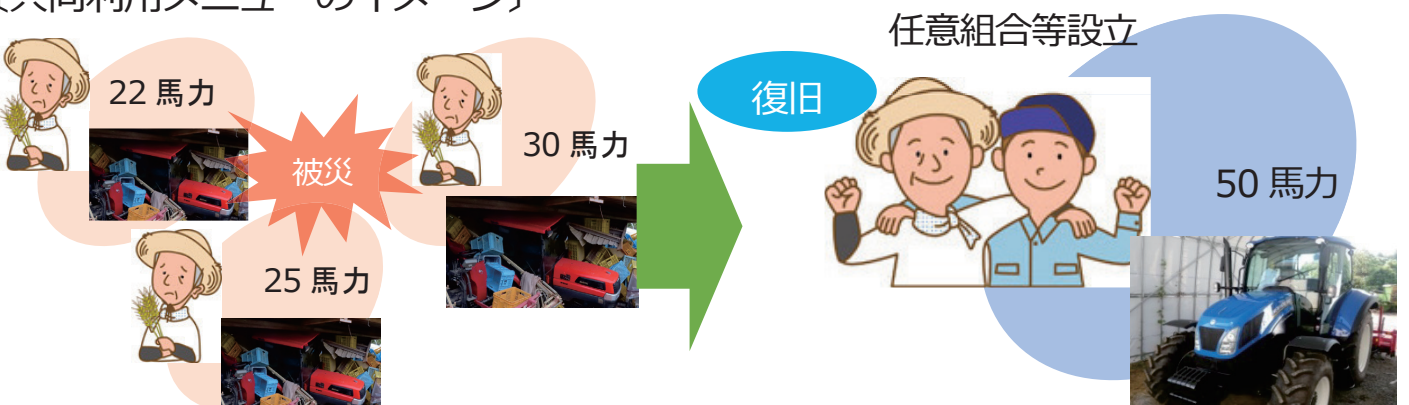 〔共同利用メニューのイメージ〕
任意組合等設立
22 馬力
被災
30 馬力
25 馬力
復旧
50 馬力